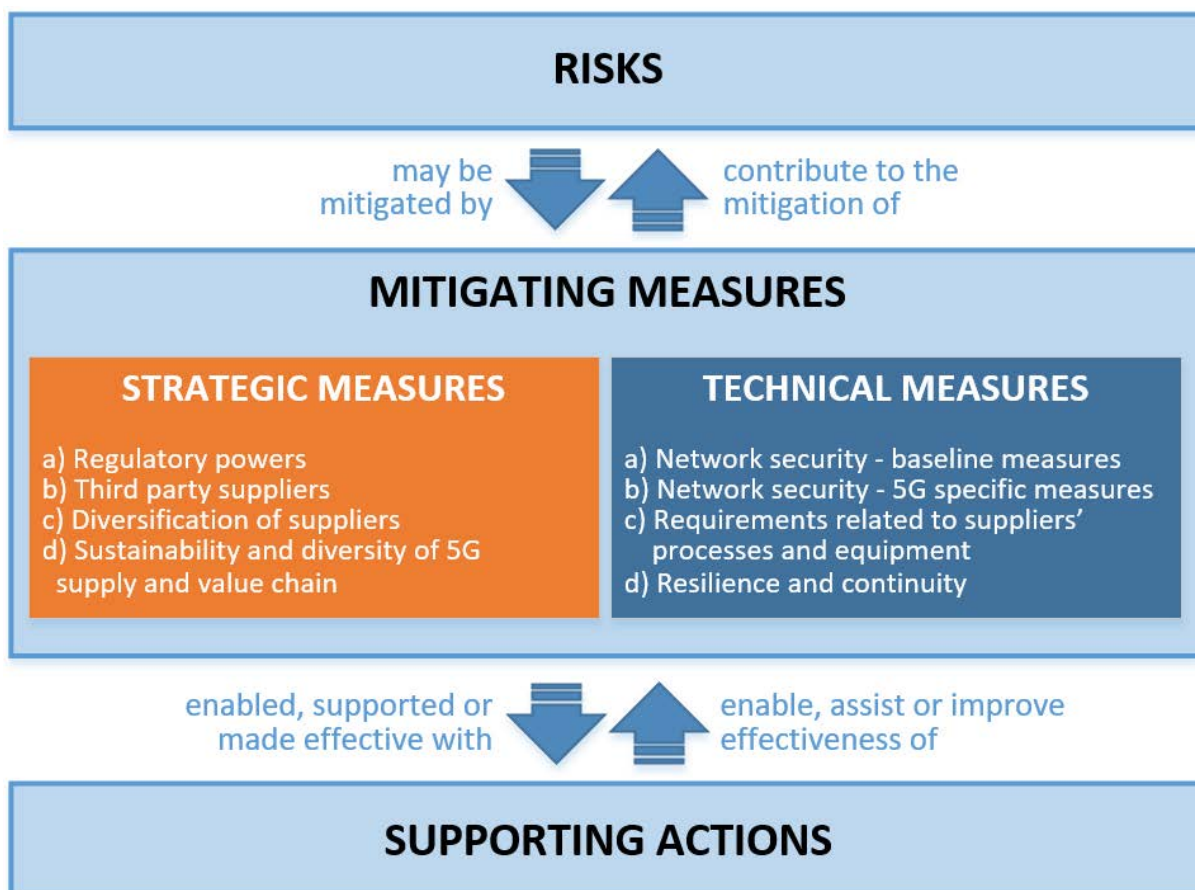 RISKS
may be
mitigated by
contribute to the
mitigation of
MITIGATING MEASURES
STRATEGIC MEASURES
a) Regulatory powers
b) Third party suppliers
c) Diversification of suppliers
d) Sustainability and diversity of 5G
supply and value chain
TECHNICAL MEASURES
a) Network security - baseline measures
b) Network security - 5G specific measures
c) Requirements related to suppliers’
processes and equipment
d) Resilience and continuity
enabled, supported or
made effective with
enable, assist or improve
effectiveness of
SUPPORTING ACTIONS